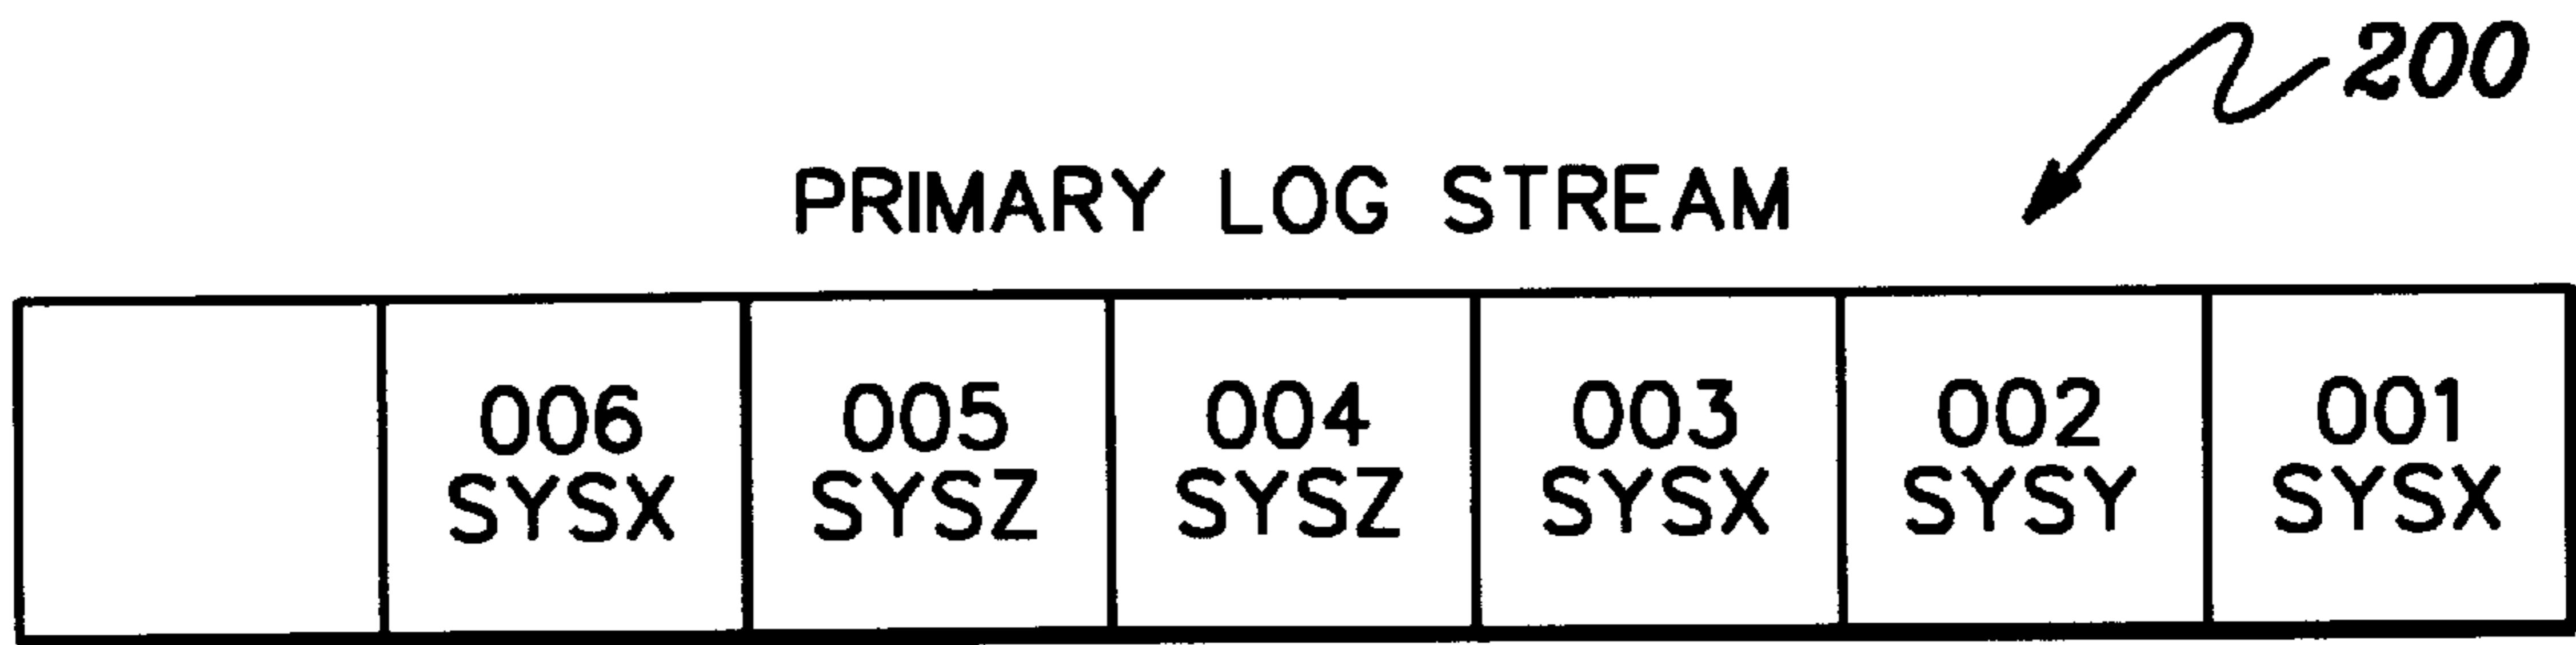 200
PRIMARY LOG STREAM
006 005 004 003 002 001
SYSX SYSZ SYSZ SYSX SYSY SYSX